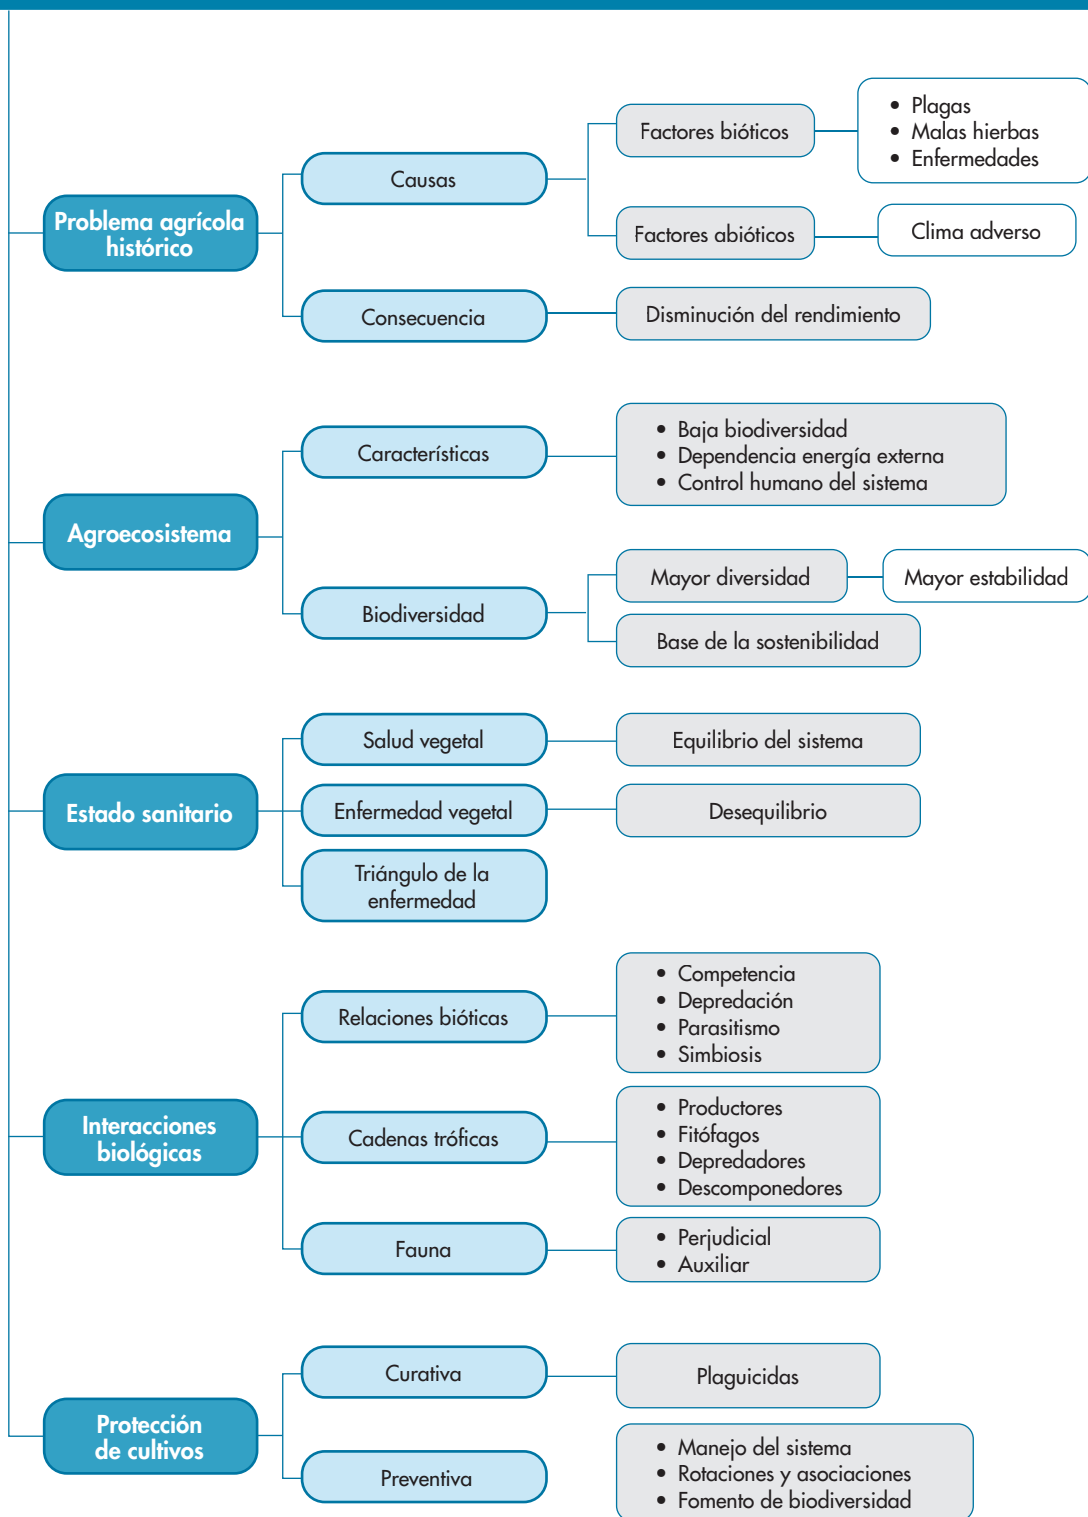 Problema agrícola
histórico
Causas
Factores bióticos
• Plagas
• Malas hierbas
• Enfermedades
Factores abióticos
Clima adverso
Consecuencia
Disminución del rendimiento
Agroecosistema
Características
• Baja biodiversidad
• Dependencia energía externa
• Control humano del sistema
Biodiversidad
Mayor diversidad
Mayor estabilidad
Base de la sostenibilidad
Estado sanitario
Salud vegetal
Equilibrio del sistema
Enfermedad vegetal
Desequilibrio
Triángulo de la
enfermedad
Interacciones
biológicas
Relaciones bióticas
• Competencia
• Depredación
• Parasitismo
• Simbiosis
Cadenas tróficas
• Productores
• Fitófagos
• Depredadores
• Descomponedores
Fauna
• Perjudicial
• Auxiliar
Protección
de cultivos
Curativa
Plaguicidas
Preventiva
• Manejo del sistema
• Rotaciones y asociaciones
• Fomento de biodiversidad